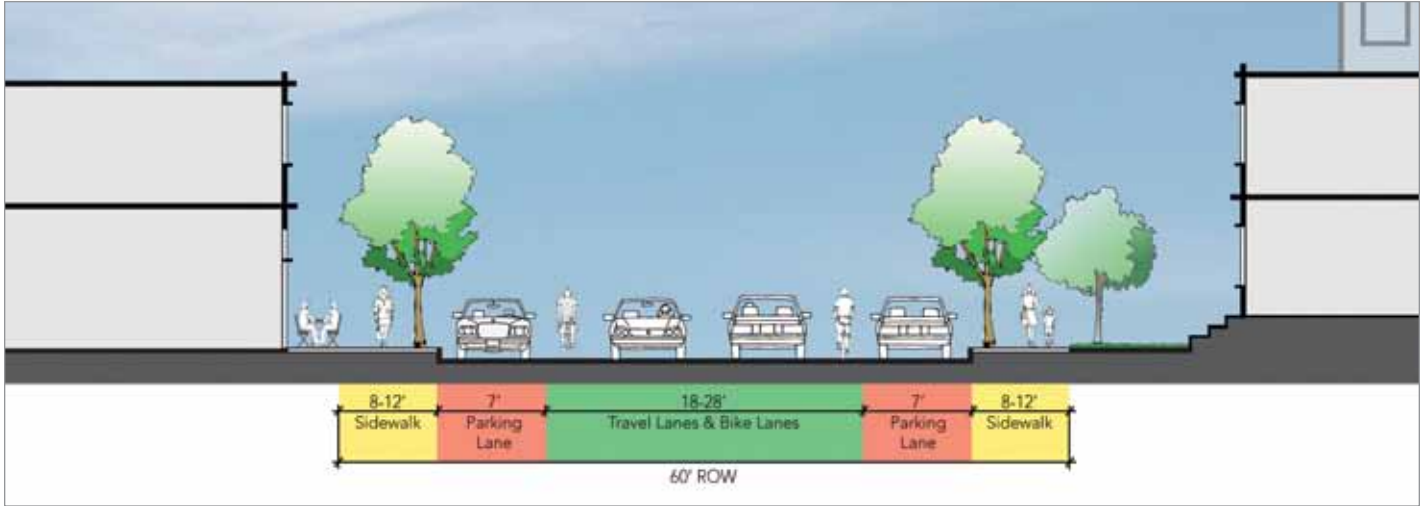 8-12'
Sidewalk
7'
Parking
Lane
18-28'
Travel Lanes & Bike Lanes
7'
Parking
Lane
8-12'
Sidewalk
60' ROW